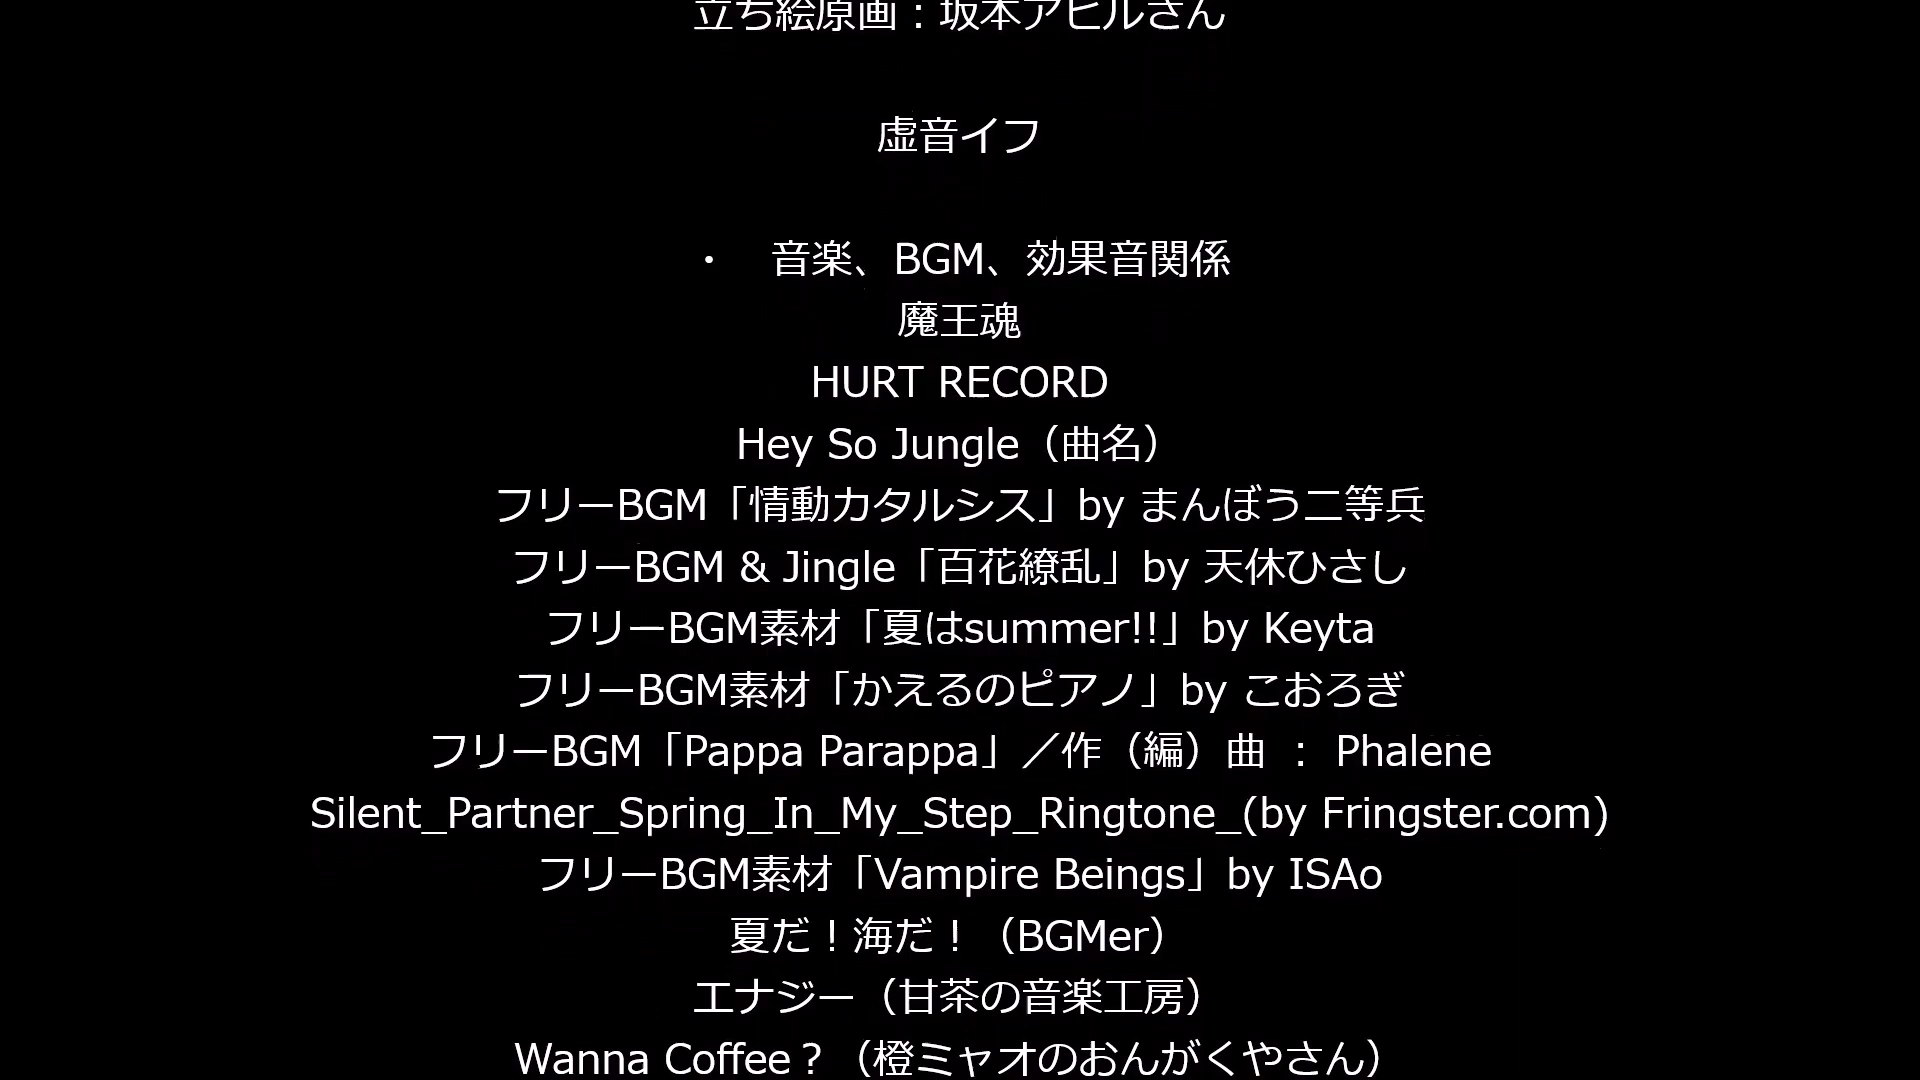 立ち絵原画：坂本アヒルさん
虚音イフ
・　音楽、BGM、効果音関係
魔王魂
HURT RECORD
Hey So Jungle（曲名）
フリーBGM「情動カタルシス」by まんぼう二等兵
フリーBGM & Jingle「百花繚乱」by 天休ひさし
フリーBGM素材「夏はsummer!!」by Keyta
フリーBGM素材「かえるのピアノ」by こおろぎ
フリーBGM「Pappa Parappa」／作（編）曲 ： Phalene
Silent_Partner_Spring_In_My_Step_Ringtone_(by Fringster.com)
フリーBGM素材「Vampire Beings」by ISAo
夏だ！海だ！（BGMer）
エナジー（甘茶の音楽工房）
Wanna Coffee？（橙ミャオのおんがくやさん）